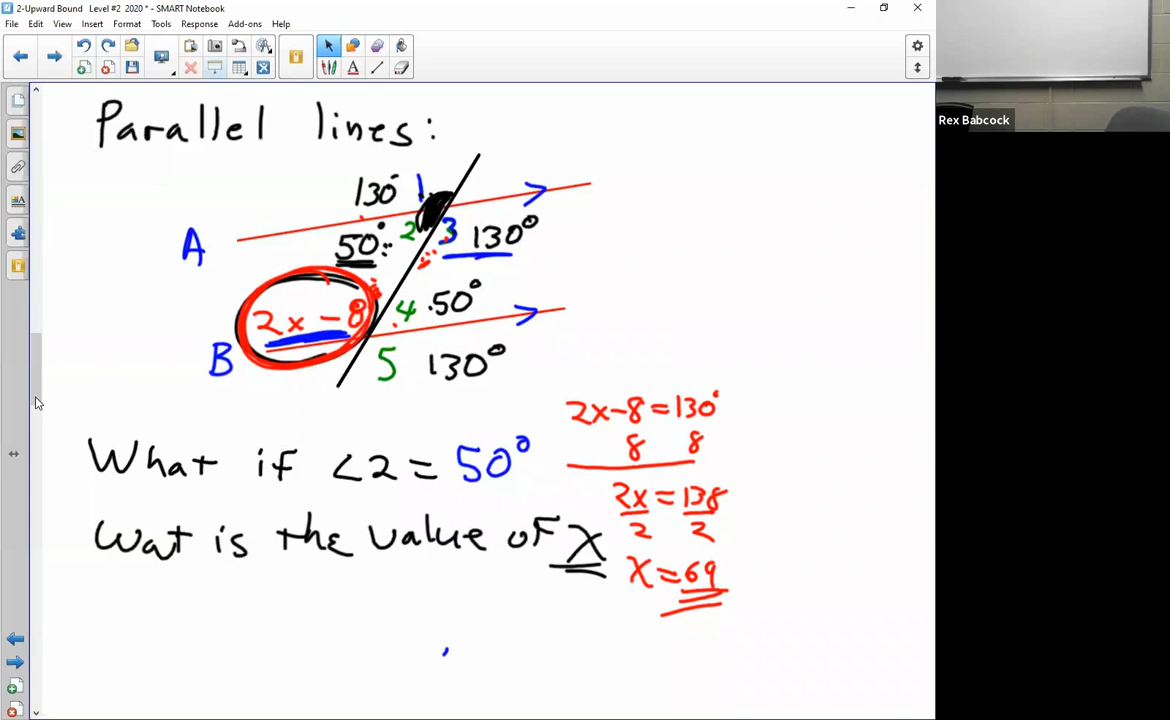 2-Upward Bound Level #2 2020 * - SMART Notebook
File Edit View Insert Format Tools Response Add-ons Help
Rex Babcock
Parallel lines:
130° 1
A 50° 2 3 130°
2x - 8 4 50°
B 5 130°
2x-8=130°
8 8
What if ∠2 = 50°
2x = 138
2 2
Wat is the value of x
x = 69